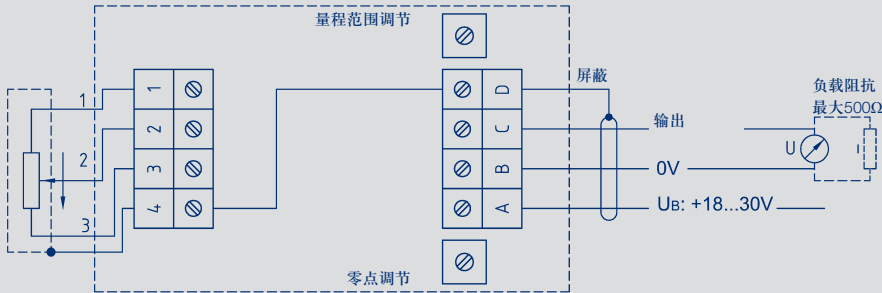 量程范围调节
1
2
3
1
2
3
4
D
C
B
A
屏蔽
输出
0V
UB: +18...30V
负载阻抗
最大500Ω
U
I
零点调节